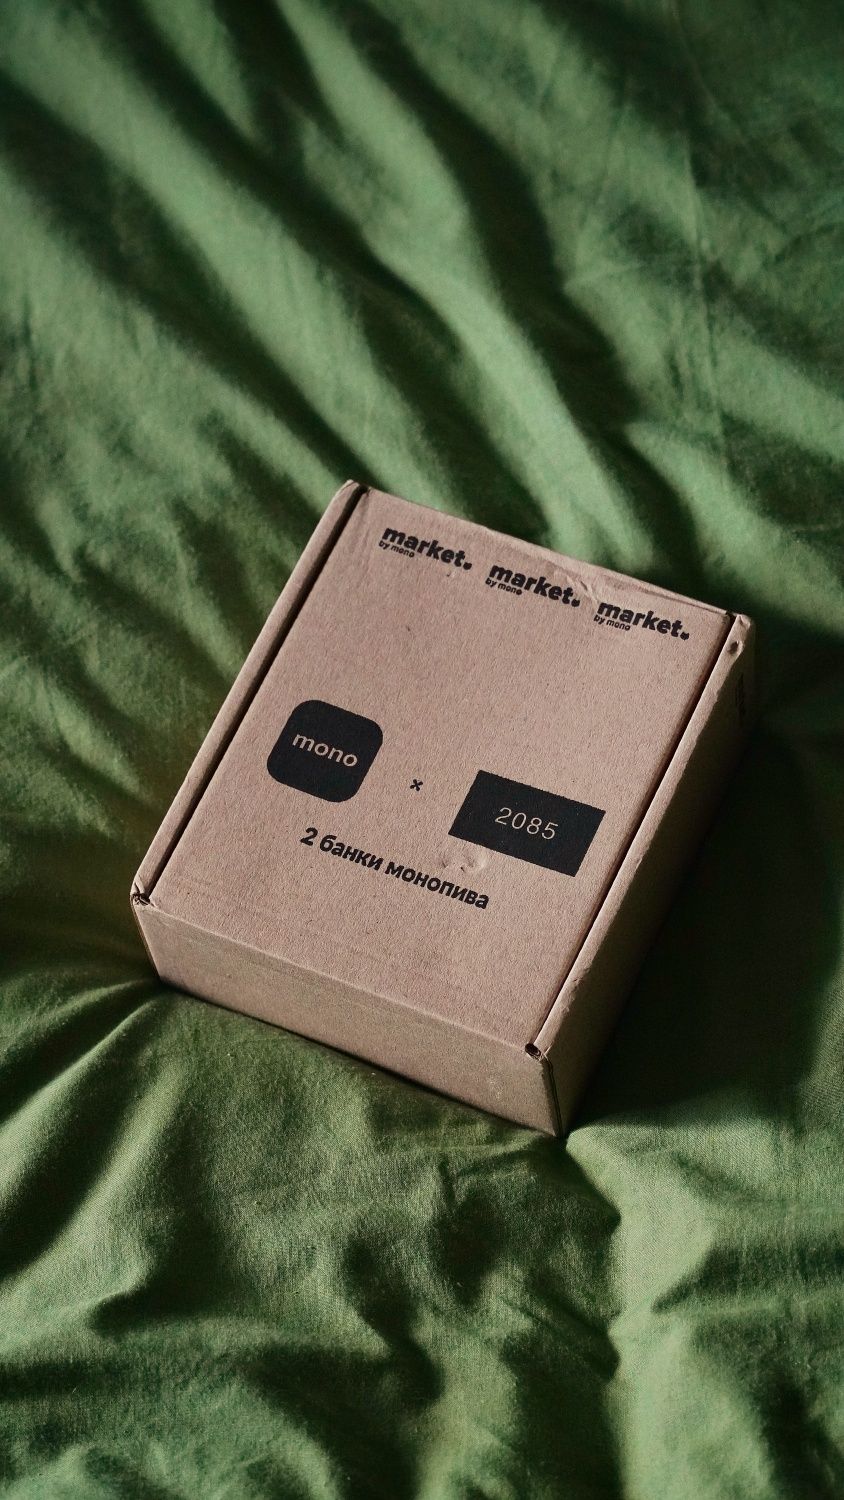 market.
by mono
market.
by mono
market.
by mono
mono
x
2085
2 банки монопива